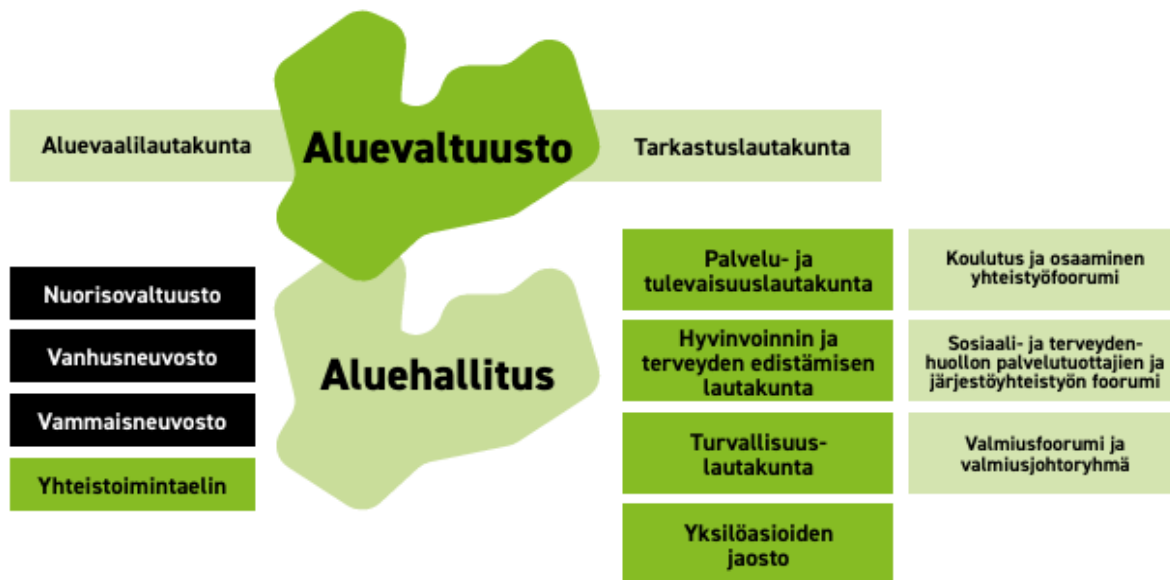 Aluevaalilautakunta
Aluevaltuusto
Tarkastuslautakunta
Nuorisovaltuusto
Vanhusneuvosto
Vammaisneuvosto
Yhteistoimintaelin
Aluehallitus
Palvelu- ja
tulevaisuuslautakunta
Hyvinvoinnin ja
terveyden edistämisen
lautakunta
Turvallisuus-
lautakunta
Yksilöasioiden
jaosto
Koulutus ja osaaminen
yhteistyöfoorumi
Sosiaali- ja terveyden-
huollon palvelutuottajien ja
järjestöyhteistyön foorumi
Valmiusfoorumi ja
valmiusjohtoryhmä